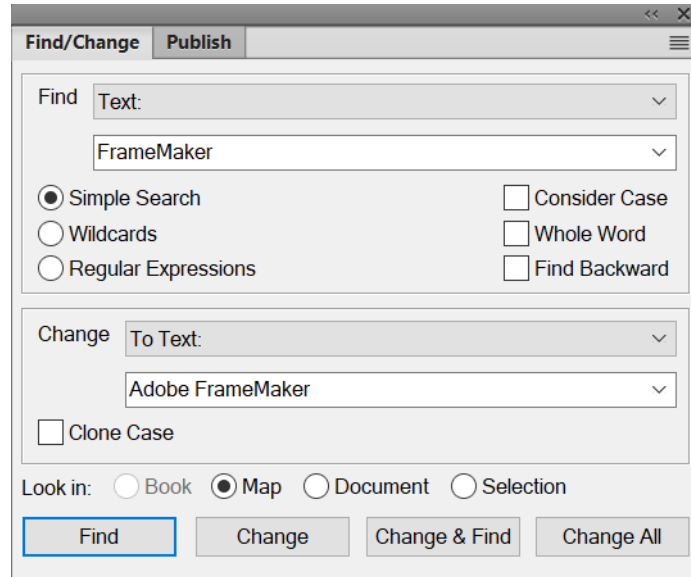 Find/Change Publish
Find Text:
FrameMaker
Simple Search Consider Case
Wildcards Whole Word
Regular Expressions Find Backward
Change To Text:
Adobe FrameMaker
Clone Case
Look in: Book Map Document Selection
Find Change Change & Find Change All